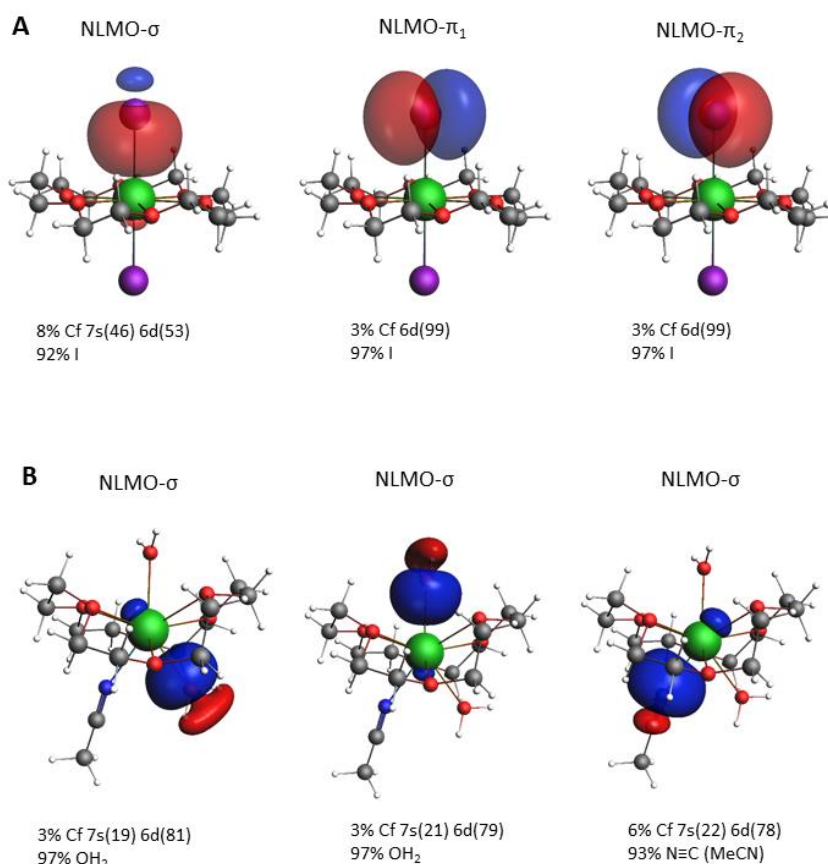 A
NLMO-σ NLMO-π₁ NLMO-π₂
8% Cf 7s(46) 6d(53) 3% Cf 6d(99) 3% Cf 6d(99)
92% I 97% I 97% I
B
NLMO-σ NLMO-σ NLMO-σ
3% Cf 7s(19) 6d(81) 3% Cf 7s(21) 6d(79) 6% Cf 7s(22) 6d(78)
97% OH₂ 97% OH₂ 93% N≡C (MeCN)